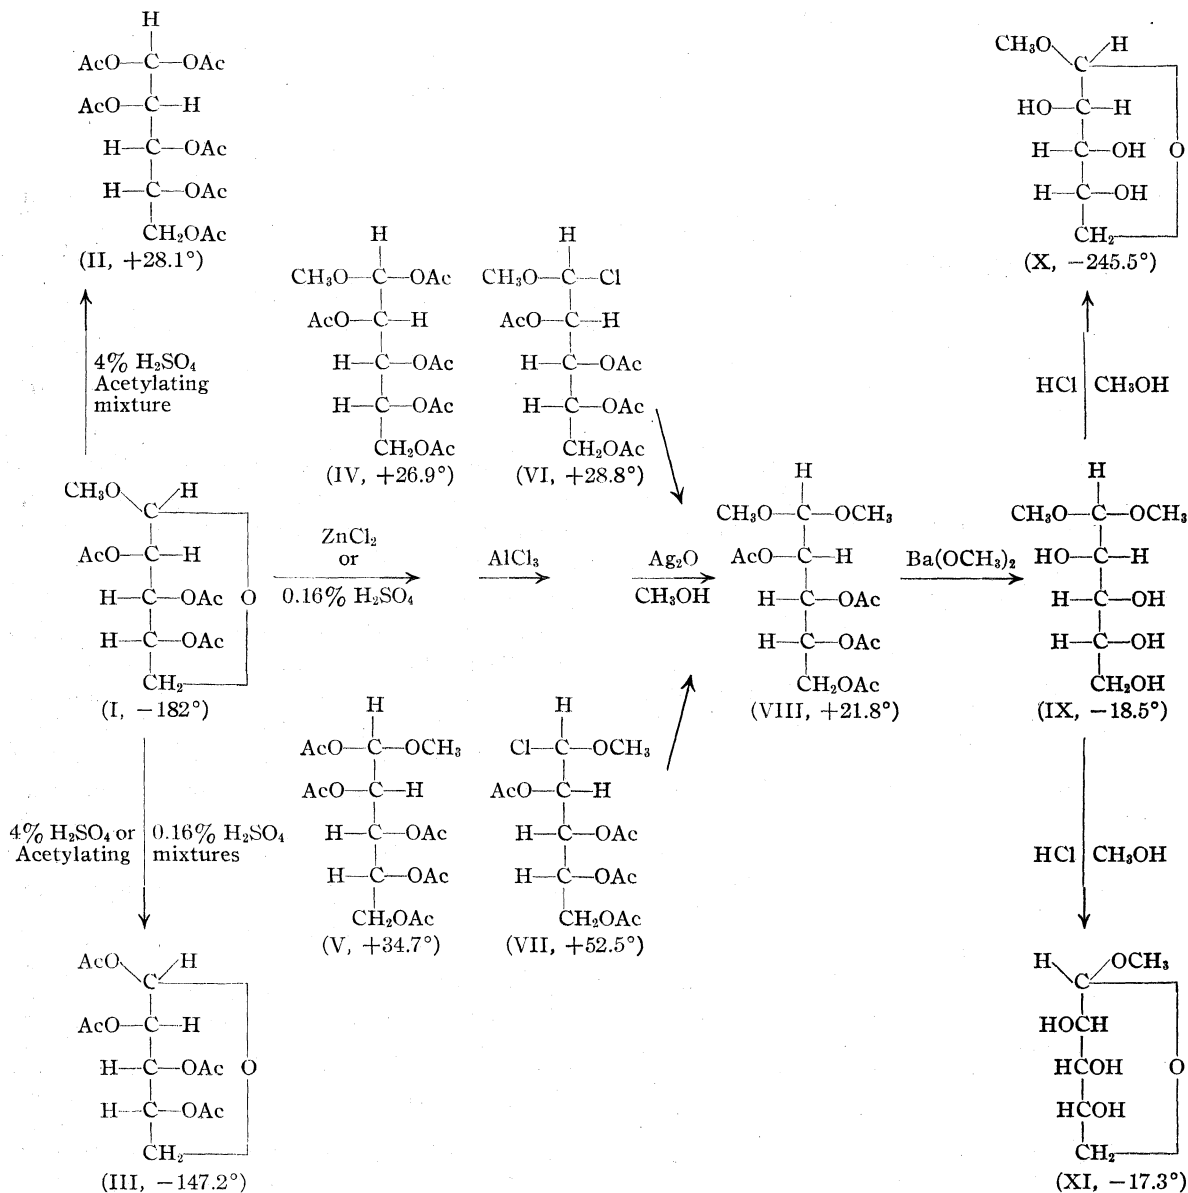 H
AcO—C—OAc
AcO—C—H
H—C—OAc
H—C—OAc
CH₂OAc
(II, +28.1°)
4% H₂SO₄
Acetylating
mixture
CH₃O H
C
AcO—C—H
H—C—OAc O
H—C—OAc
CH₂
(I, −182°)
4% H₂SO₄ or 0.16% H₂SO₄
Acetylating mixtures
AcO H
C
AcO—C—H
H—C—OAc O
H—C—OAc
CH₂
(III, −147.2°)
ZnCl₂
or
0.16% H₂SO₄
H
CH₃O—C—OAc
AcO—C—H
H—C—OAc
H—C—OAc
CH₂OAc
(IV, +26.9°)
H
AcO—C—OCH₃
AcO—C—H
H—C—OAc
H—C—OAc
CH₂OAc
(V, +34.7°)
AlCl₃
H
CH₃O—C—Cl
AcO—C—H
H—C—OAc
H—C—OAc
CH₂OAc
(VI, +28.8°)
H
Cl—C—OCH₃
AcO—C—H
H—C—OAc
H—C—OAc
CH₂OAc
(VII, +52.5°)
Ag₂O
CH₃OH
H
CH₃O—C—OCH₃
AcO—C—H
H—C—OAc
H—C—OAc
CH₂OAc
(VIII, +21.8°)
Ba(OCH₃)₂
H
CH₃O—C—OCH₃
HO—C—H
H—C—OH
H—C—OH
CH₂OH
(IX, −18.5°)
HCl CH₃OH
CH₃O H
C
HO—C—H
H—C—OH O
H—C—OH
CH₂
(X, −245.5°)
HCl CH₃OH
H OCH₃
C
HOCH
HCOH O
HCOH
CH₂
(XI, −17.3°)